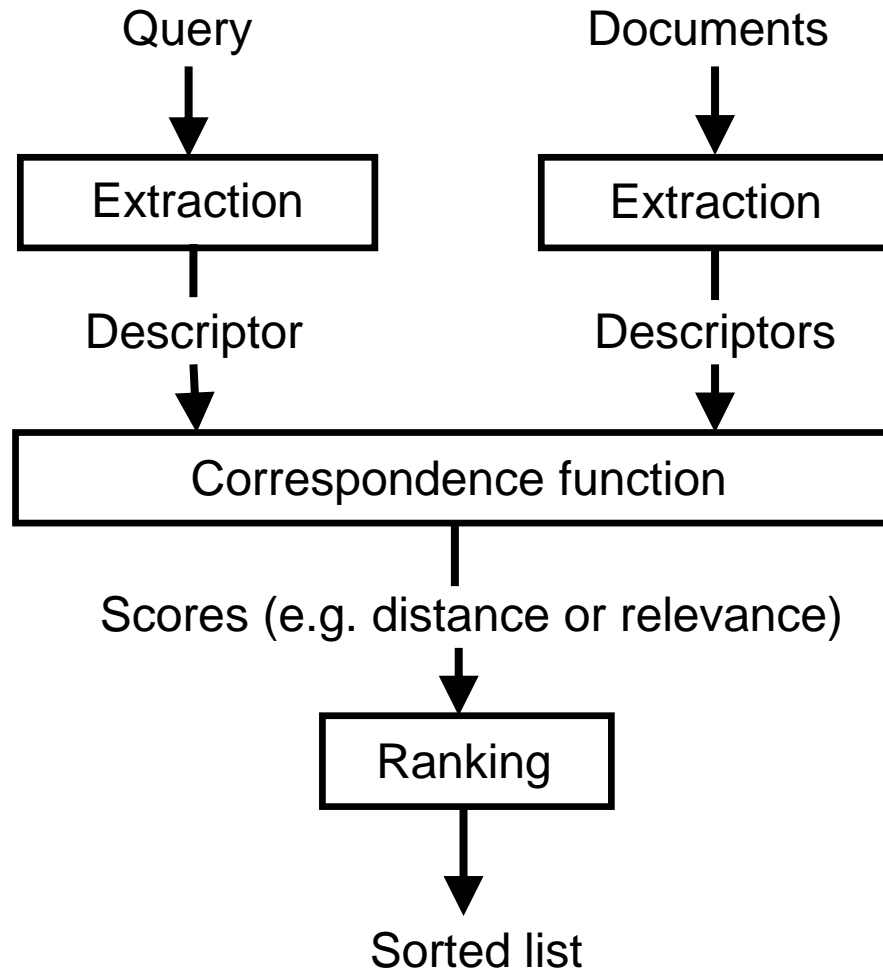 Query
Documents
Extraction
Extraction
Descriptor
Descriptors
Correspondence function
Scores (e.g. distance or relevance)
Ranking
Sorted list